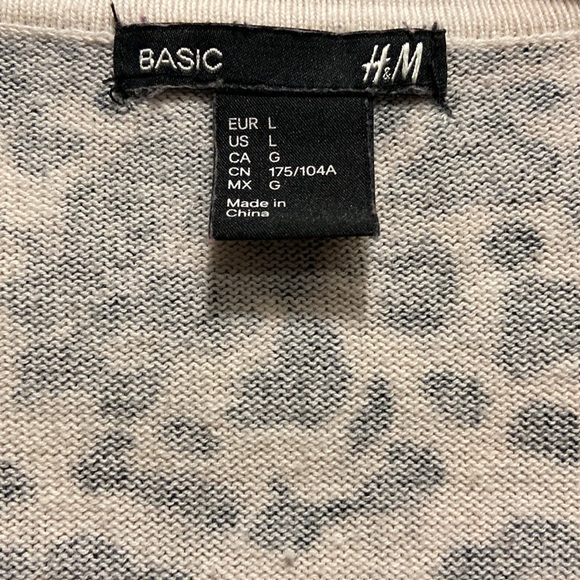 BASIC H&M
EUR L
US L
CA G
CN 175/104A
MX G
Made in
China